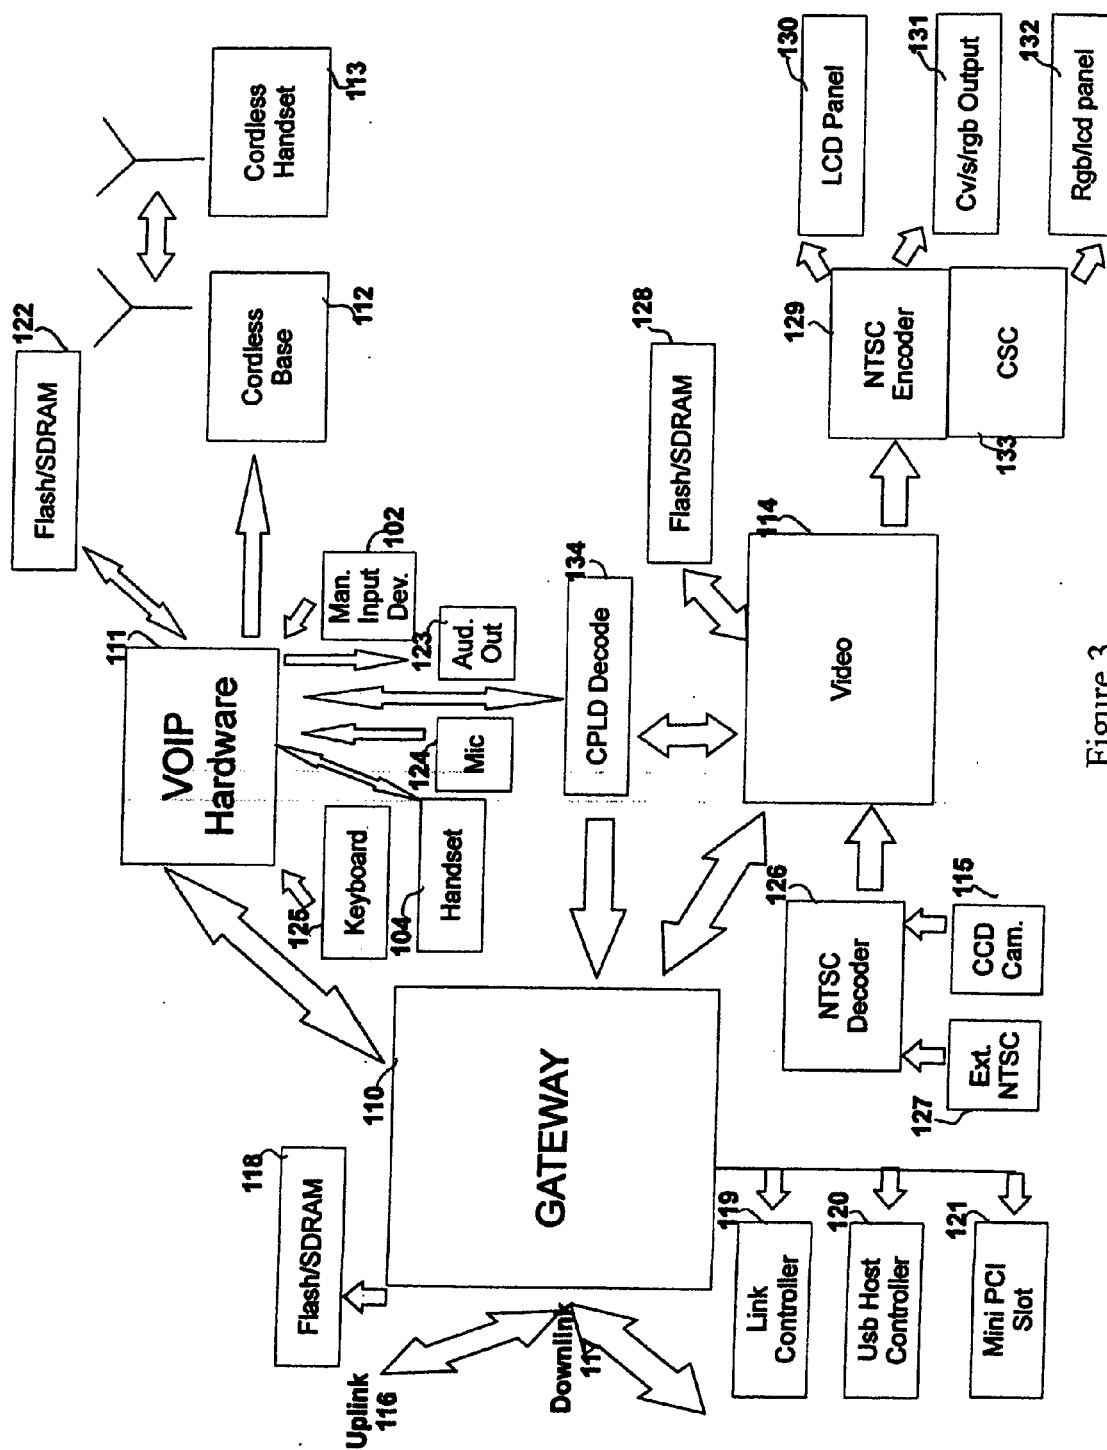 Uplink
116
Downlink
117
118
Flash/SDRAM
110
GATEWAY
119
Link
Controller
120
Usb Host
Controller
121
Mini PCI
Slot
111
VOIP
Hardware
122
Flash/SDRAM
125
Keyboard
104
Handset
124
Mic
123
Aud.
Out
102
Man.
Input
Dev.
112
Cordless
Base
113
Cordless
Handset
134
CPLD Decode
126
NTSC
Decoder
127
Ext.
NTSC
115
CCD
Cam.
114
Video
128
Flash/SDRAM
129
NTSC
Encoder
133
CSC
130
LCD Panel
131
Cv/s/rgb Output
132
Rgb/lcd panel
Figure 3